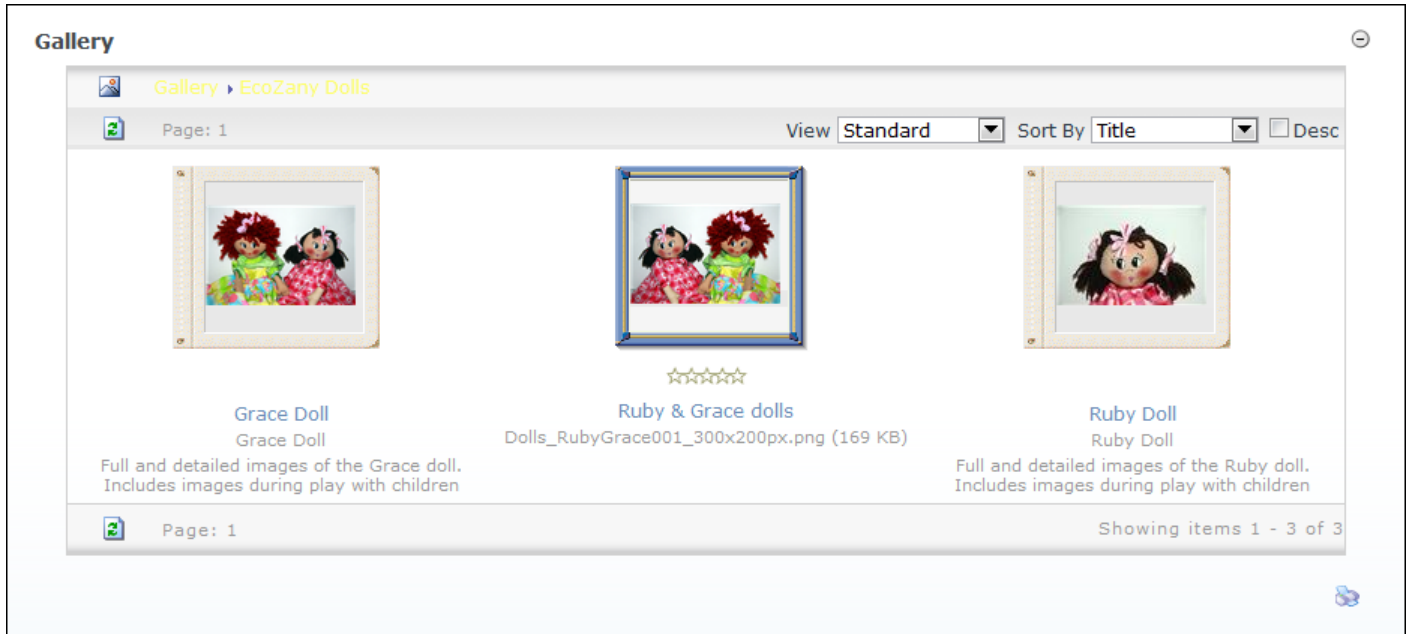 Gallery
Gallery EcoZany Dolls
Page: 1 View Standard Sort By Title Desc
Grace Doll
Grace Doll
Full and detailed images of the Grace doll.
Includes images during play with children
Ruby & Grace dolls
Dolls_RubyGrace001_300x200px.png (169 KB)
Ruby Doll
Ruby Doll
Full and detailed images of the Ruby doll.
Includes images during play with children
Page: 1 Showing items 1 - 3 of 3